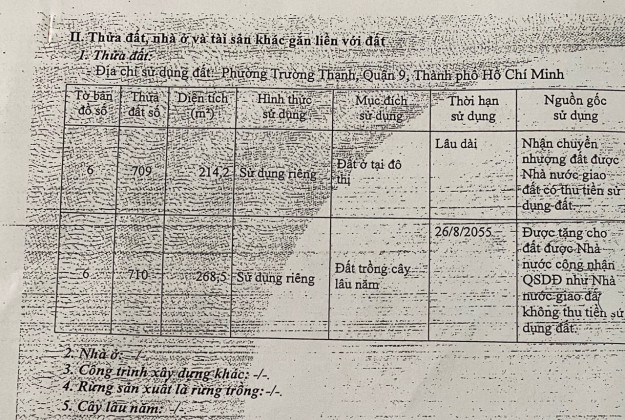 II. Thửa đất, nhà ở và tài sản khác gắn liền với đất
1. Thửa đất:
- Địa chỉ sử dụng đất: Phường Trường Thạnh, Quận 9, Thành phố Hồ Chí Minh
Tờ bản đồ số
Thửa đất số
Diện tích (m²)
Hình thức sử dụng
Mục đích sử dụng
Thời hạn sử dụng
Nguồn gốc sử dụng
6
709
214,2
Sử dụng riêng
Đất ở tại đô
thị
Lâu dài
Nhận chuyển
nhượng đất được
Nhà nước giao
đất có thu tiền sử
dụng đất
6
710
268,5
Sử dụng riêng
Đất trồng cây
lâu năm
26/8/2055
Được tặng cho
đất được Nhà
nước công nhận
QSDĐ như Nhà
nước giao đất
không thu tiền sử
dụng đất.
2. Nhà ở: -/-
3. Công trình xây dựng khác: -/-.
4. Rừng sản xuất là rừng trồng: -/-.
5. Cây lâu năm: -/-